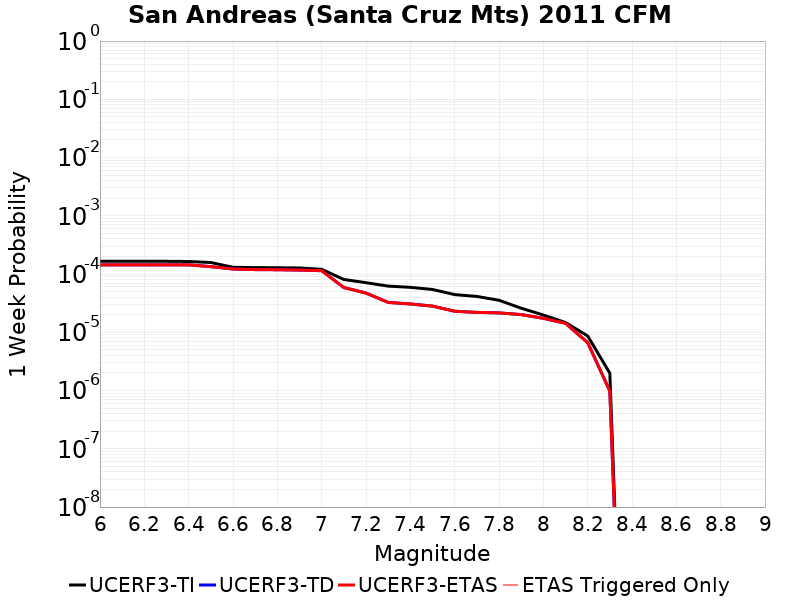 San Andreas (Santa Cruz Mts) 2011 CFM
1 Week Probability
10^0
10^-1
10^-2
10^-3
10^-4
10^-5
10^-6
10^-7
10^-8
6 6.2 6.4 6.6 6.8 7 7.2 7.4 7.6 7.8 8 8.2 8.4 8.6 8.8 9
Magnitude
UCERF3-TI UCERF3-TD UCERF3-ETAS ETAS Triggered Only